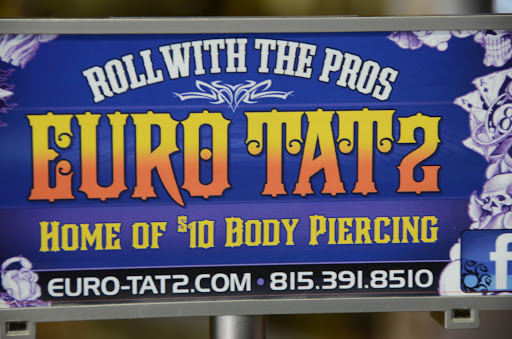 ROLL WITH THE PROS
EURO TAT2
HOME OF $10 BODY PIERCING
EURO-TAT2.COM • 815.391.8510
f